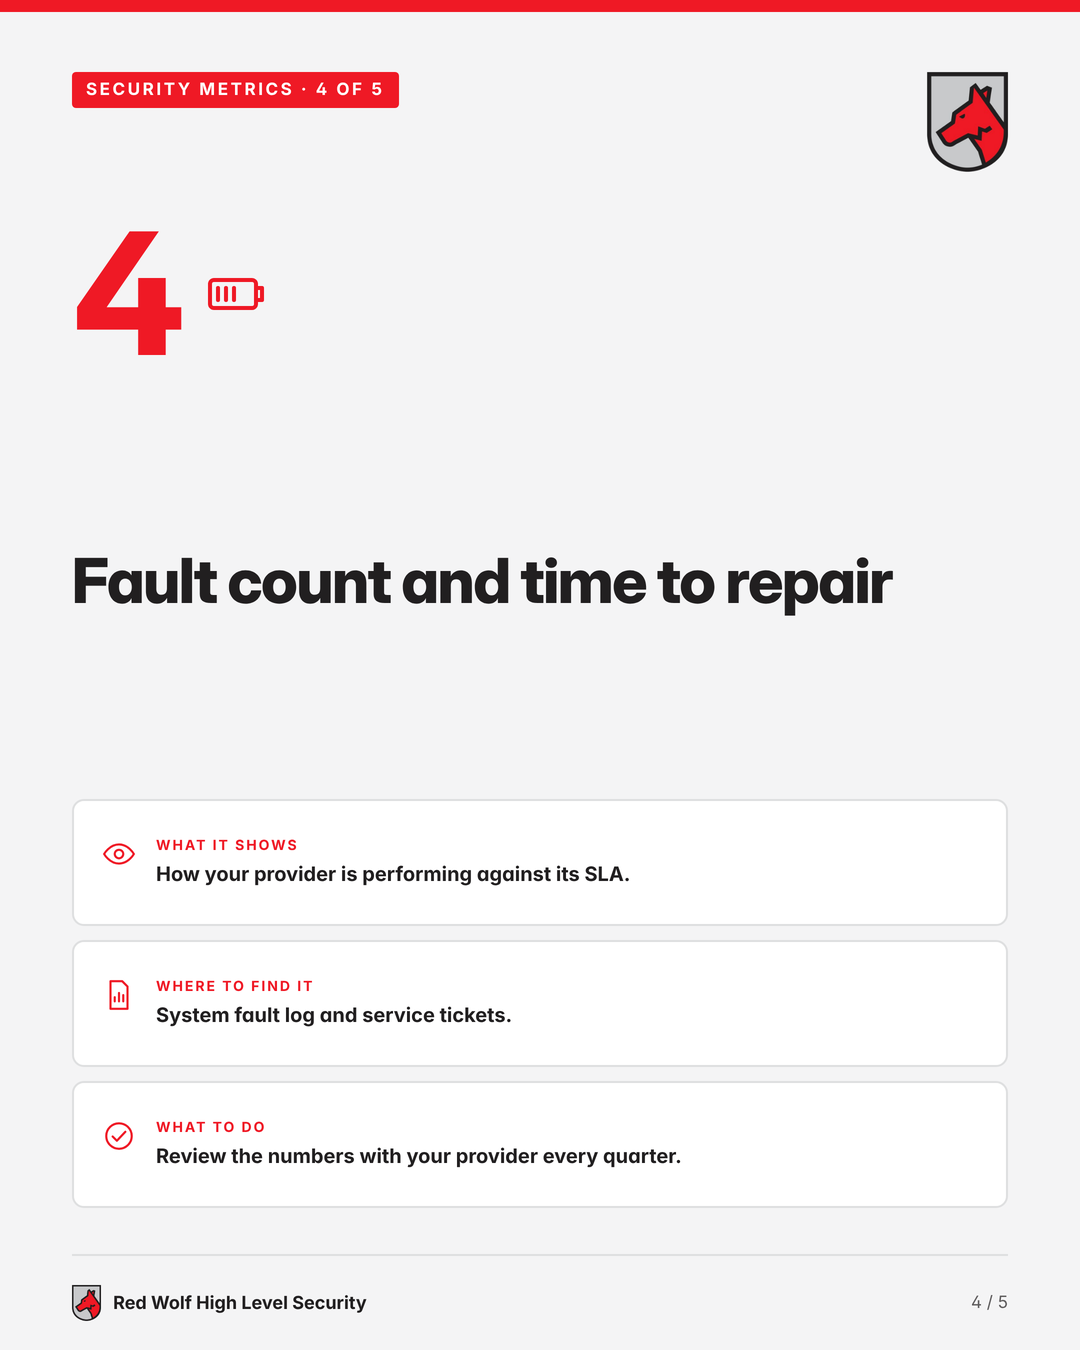 SECURITY METRICS · 4 OF 5
4
Fault count and time to repair
WHAT IT SHOWS
How your provider is performing against its SLA.
WHERE TO FIND IT
System fault log and service tickets.
WHAT TO DO
Review the numbers with your provider every quarter.
Red Wolf High Level Security
4 / 5